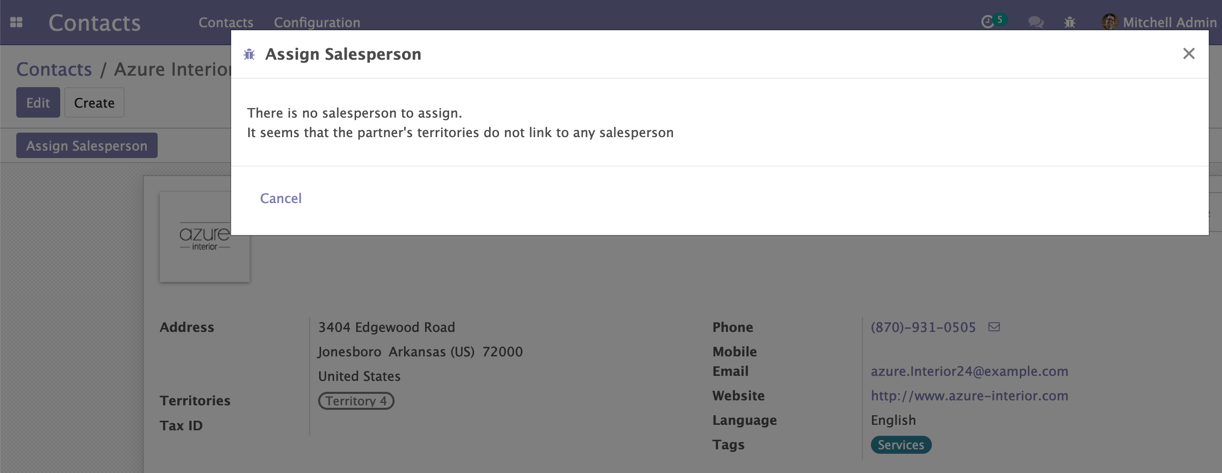 Contacts Contacts Configuration 5 Mitchell Admin
Assign Salesperson ×
Contacts / Azure Interior
Edit Create
There is no salesperson to assign.
It seems that the partner's territories do not link to any salesperson
Assign Salesperson
Cancel
azure
interior
Address 3404 Edgewood Road
Jonesboro Arkansas (US) 72000
United States
Territories Territory 4
Tax ID
Phone (870)-931-0505
Mobile
Email azure.Interior24@example.com
Website http://www.azure-interior.com
Language English
Tags Services